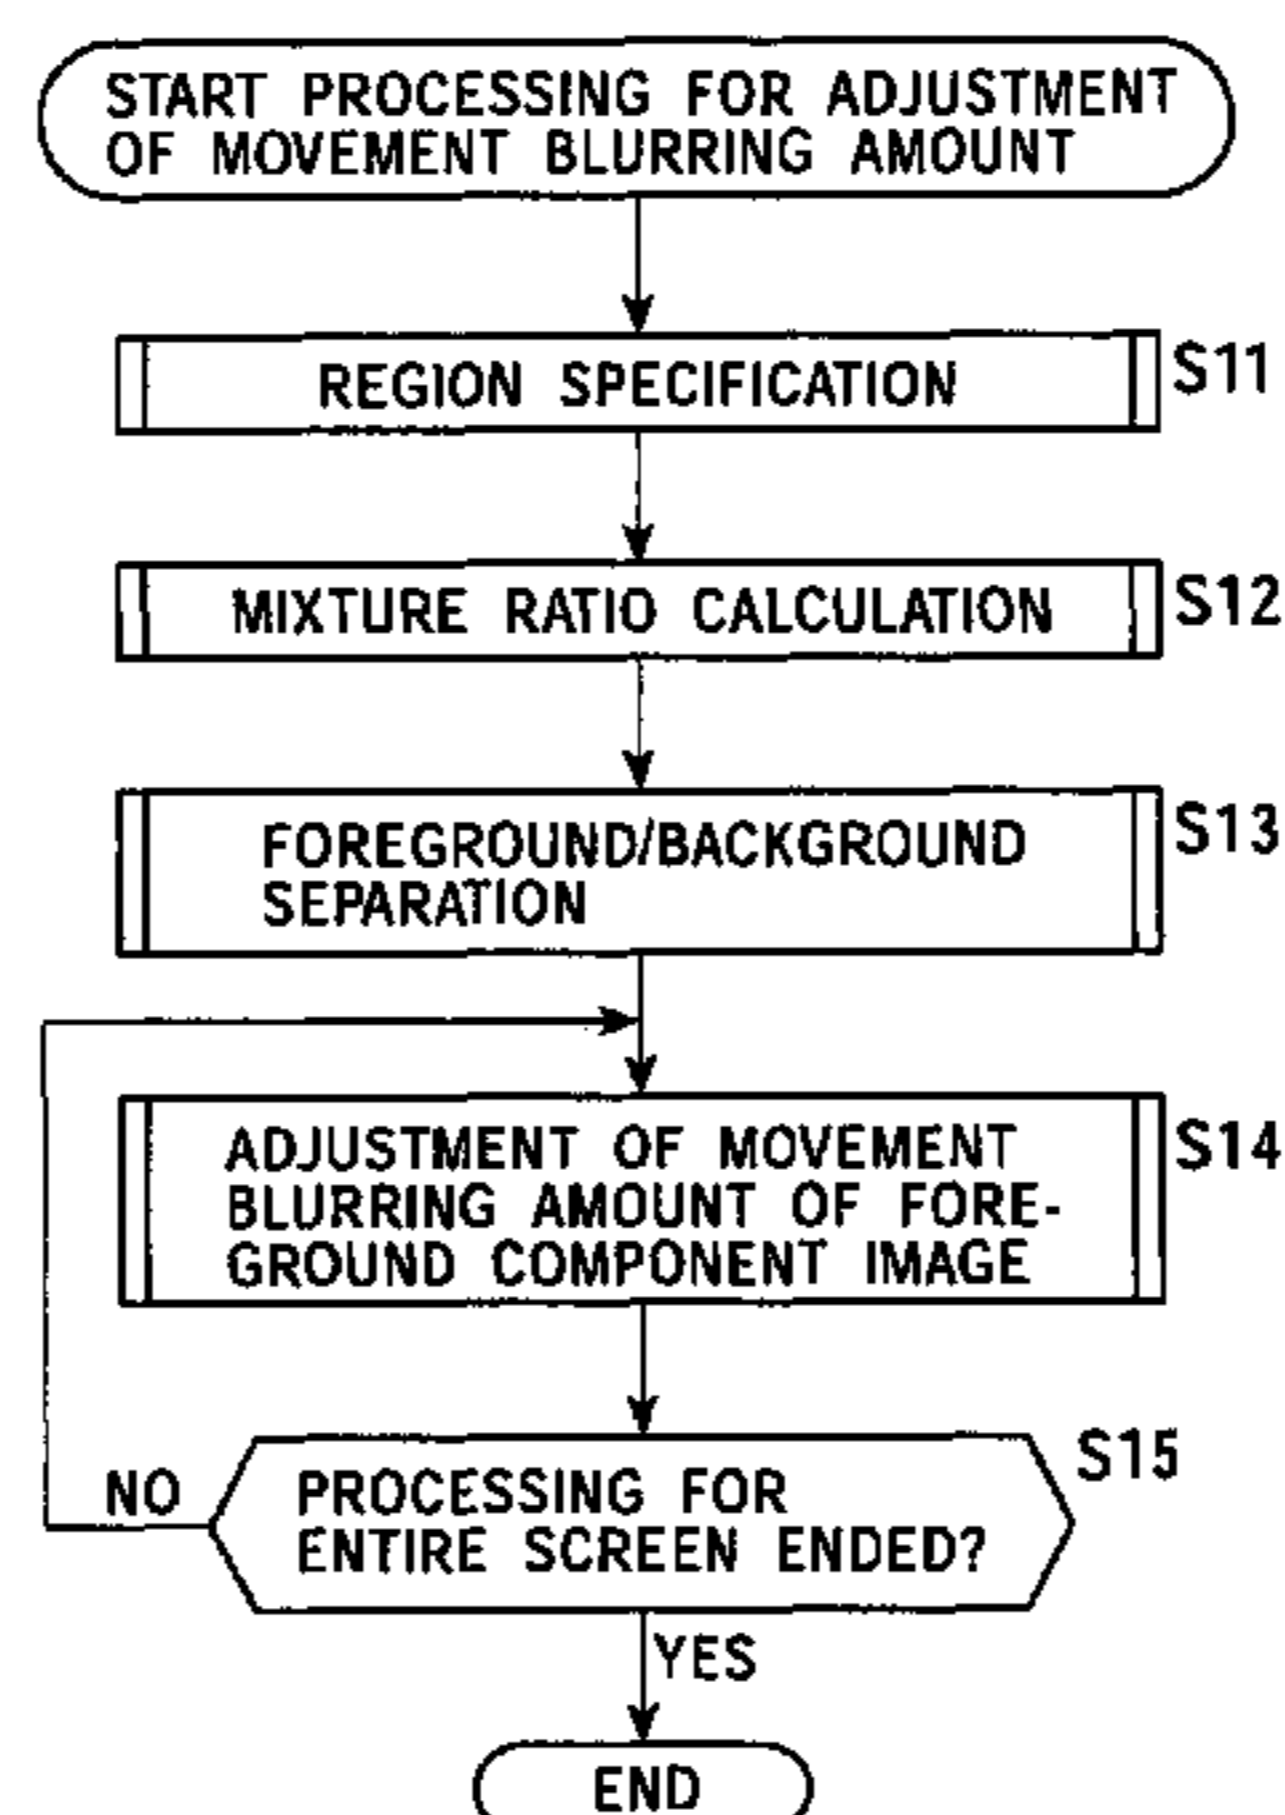 START PROCESSING FOR ADJUSTMENT
OF MOVEMENT BLURRING AMOUNT
REGION SPECIFICATION
S11
MIXTURE RATIO CALCULATION
S12
FOREGROUND/BACKGROUND
SEPARATION
S13
ADJUSTMENT OF MOVEMENT
BLURRING AMOUNT OF FORE-
GROUND COMPONENT IMAGE
S14
PROCESSING FOR
ENTIRE SCREEN ENDED?
S15
NO
YES
END